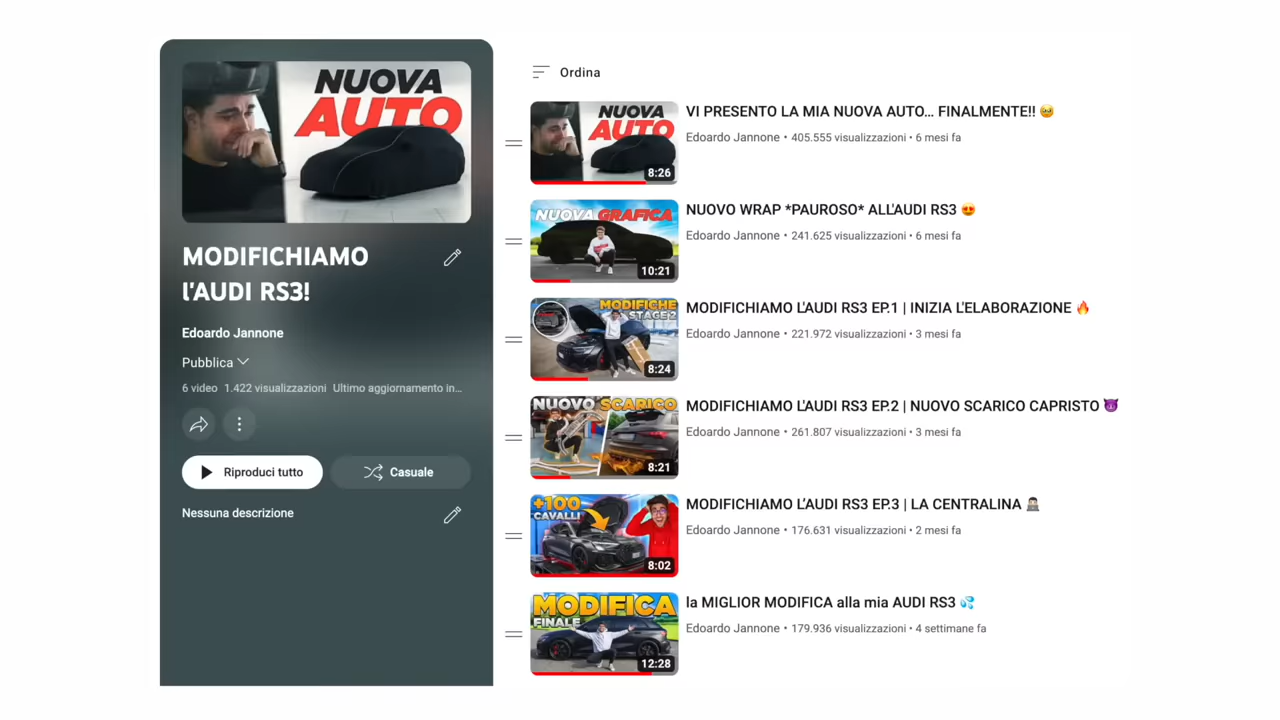 NUOVA
AUTO
MODIFICHIAMO
l'AUDI RS3!
Edoardo Jannone
Pubblica
6 video 1.422 visualizzazioni Ultimo aggiornamento in…
Riproduci tutto
Casuale
Nessuna descrizione
Ordina
NUOVA
AUTO
8:26
VI PRESENTO LA MIA NUOVA AUTO… FINALMENTE!! 🥹
Edoardo Jannone • 405.555 visualizzazioni • 6 mesi fa
NUOVA GRAFICA
10:21
NUOVO WRAP *PAUROSO* ALL'AUDI RS3 😍
Edoardo Jannone • 241.625 visualizzazioni • 6 mesi fa
MODIFICHE
STAGE 2
8:24
MODIFICHIAMO L'AUDI RS3 EP.1 | INIZIA L'ELABORAZIONE 🔥
Edoardo Jannone • 221.972 visualizzazioni • 3 mesi fa
NUOVO SCARICO
8:21
MODIFICHIAMO L'AUDI RS3 EP.2 | NUOVO SCARICO CAPRISTO 😈
Edoardo Jannone • 261.807 visualizzazioni • 3 mesi fa
+100
CAVALLI
8:02
MODIFICHIAMO L'AUDI RS3 EP.3 | LA CENTRALINA 👨🏻‍💻
Edoardo Jannone • 176.631 visualizzazioni • 2 mesi fa
MODIFICA
FINALE
12:28
la MIGLIOR MODIFICA alla mia AUDI RS3 💦
Edoardo Jannone • 179.936 visualizzazioni • 4 settimane fa